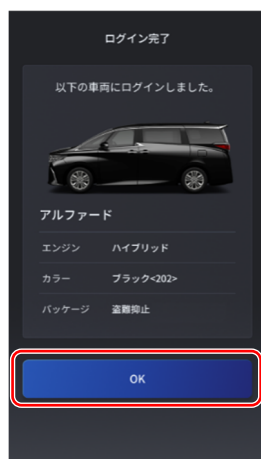 ログイン完了
以下の車両にログインしました。
アルファード
エンジン ハイブリッド
カラー ブラック<202>
パッケージ 盗難抑止
OK